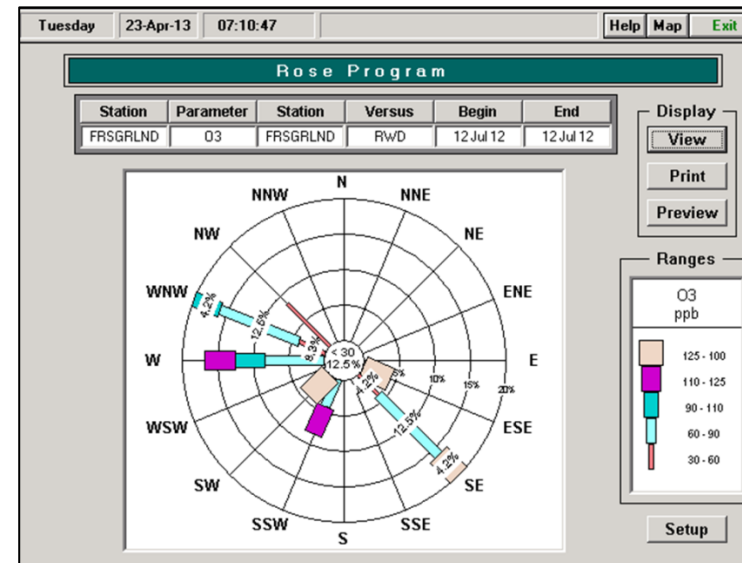 Tuesday 23-Apr-13 07:10:47 Help Map Exit
Rose Program
Station Parameter Station Versus Begin End
FRSGRLND O3 FRSGRLND RWD 12 Jul 12 12 Jul 12
Display
View
Print
Preview
N
NNW NNE
NW NE
WNW ENE
W E
WSW ESE
SW SE
SSW SSE
S
4.2%
12.6%
8.3%
< 30
12.5%
5% 10% 15% 20%
4.2%
12.5%
4.2%
Ranges
O3
ppb
125 - 100
110 - 125
90 - 110
60 - 90
30 - 60
Setup